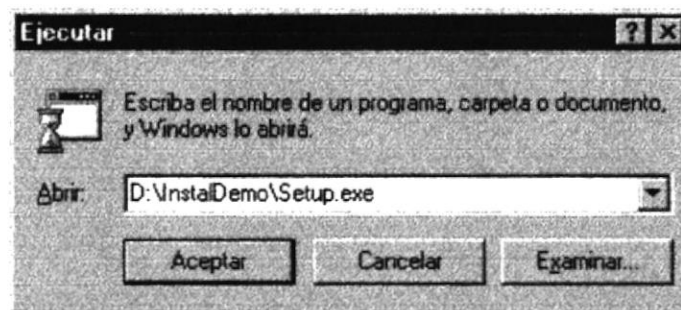 Ejecutar
Escriba el nombre de un programa, carpeta o documento,
y Windows lo abrirá.
Abrir: D:\InstalDemo\Setup.exe
Aceptar Cancelar Examinar...